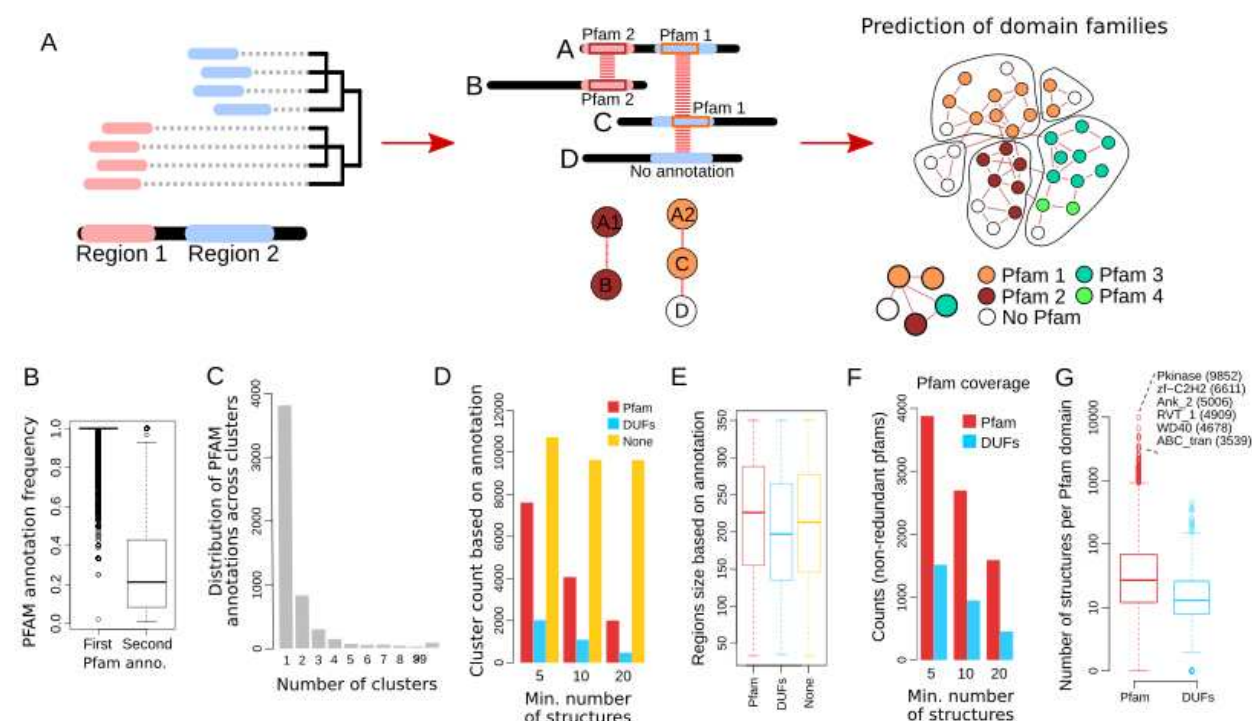 A
Region 1
Region 2
Pfam 2
Pfam 1
A
B
Pfam 2
Pfam 1
C
D
No annotation
A1
A2
B
C
D
Prediction of domain families
Pfam 1
Pfam 3
Pfam 2
Pfam 4
No Pfam
B
PFAM annotation frequency
1.0
0.8
0.6
0.4
0.2
0.0
First Second
Pfam anno.
C
Distribution of PFAM
annotations across clusters
4000
3000
2000
1000
0
1 2 3 4 5 6 7 8
Number of clusters
D
Cluster count based on annotation
12000
10000
8000
6000
4000
2000
0
Pfam
DUFs
None
5 10 20
Min. number
of structures
E
Regions size based on annotation
350
300
250
200
150
100
50
Pfam
DUFs
None
F
Pfam coverage
Counts (non-redundant pfams)
4000
3000
2000
1000
0
Pfam
DUFs
5 10 20
Min. number
of structures
G
Number of structures per Pfam domain
Pkinase (9852)
zf-C2H2 (6611)
Ank_2 (5006)
RVT_1 (4909)
WD40 (4678)
ABC_tran (3539)
10000
1000
100
10
0
Pfam DUFs